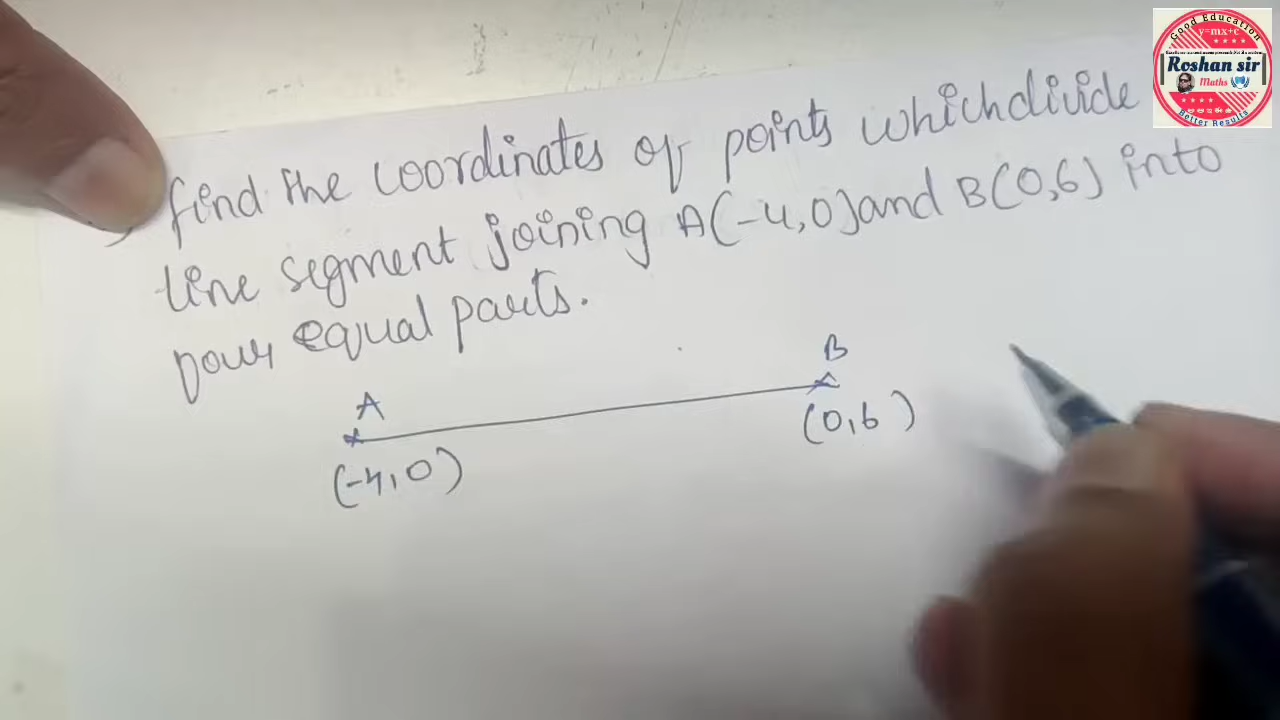 Good Education
y=mx+c
Roshan sir
Maths
Better Results
find the coordinates of points which divide
line segment joining A(-4,0) and B(0,6) into
four equal parts.
B
A
(0,6)
(-4,0)